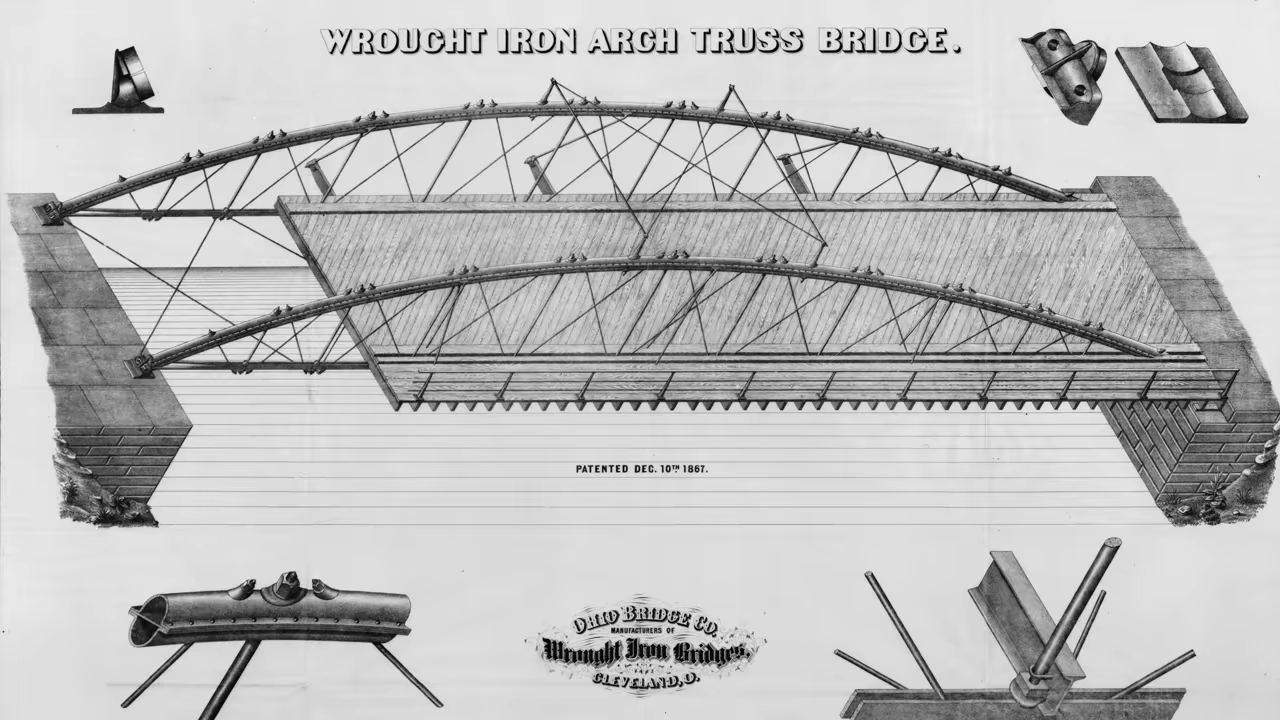 WROUGHT IRON ARCH TRUSS BRIDGE.
PATENTED DEC. 10TH 1867.
OHIO BRIDGE CO.
MANUFACTURERS OF
Wrought Iron Bridges,
CLEVELAND, O.